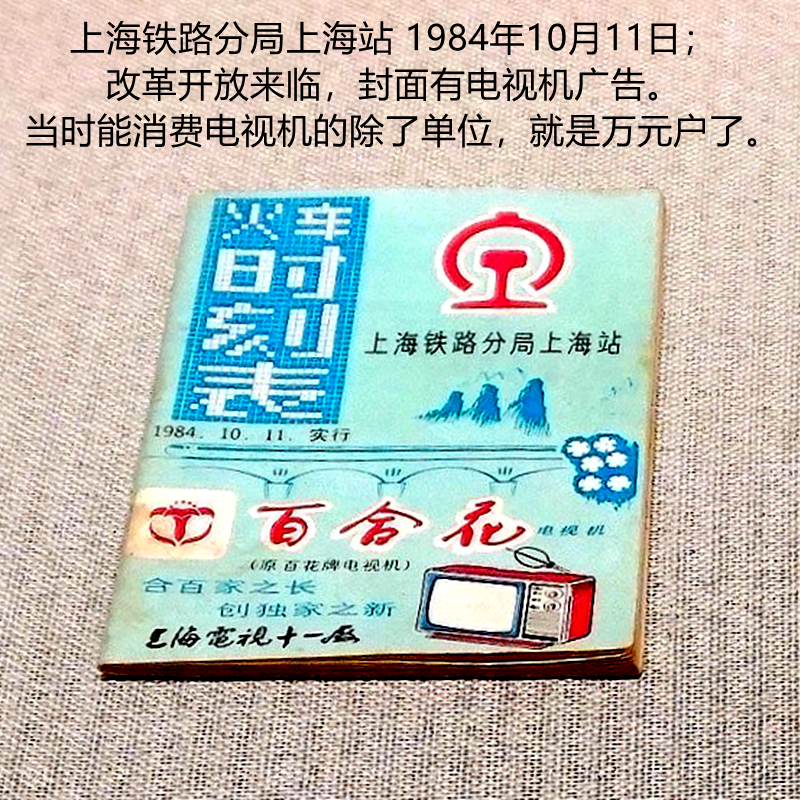 上海铁路分局上海站 1984年10月11日；
改革开放来临，封面有电视机广告。
当时能消费电视机的除了单位，就是万元户了。
火车
时刻表
上海铁路分局上海站
1984. 10. 11. 实行
百合花电视机
（原百花牌电视机）
合百家之长
创独家之新
上海電視十一廠